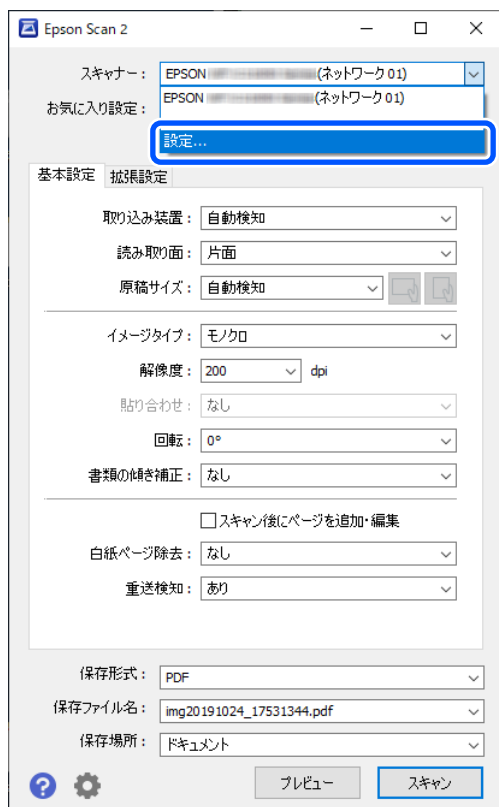 Epson Scan 2
スキャナー： EPSON (ネットワーク 01)
EPSON (ネットワーク 01)
お気に入り設定：
設定...
基本設定 拡張設定
取り込み装置： 自動検知
読み取り面： 片面
原稿サイズ： 自動検知
イメージタイプ： モノクロ
解像度： 200 dpi
貼り合わせ： なし
回転： 0°
書類の傾き補正： なし
スキャン後にページを追加・編集
白紙ページ除去： なし
重送検知： あり
保存形式： PDF
保存ファイル名： img20191024_17531344.pdf
保存場所： ドキュメント
? プレビュー スキャン